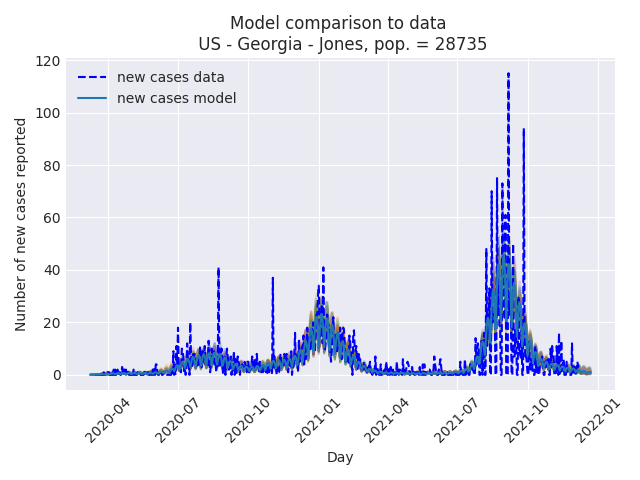 Model comparison to data
US - Georgia - Jones, pop. = 28735
120
100
80
60
40
20
0
Number of new cases reported
new cases data
new cases model
2020-04
2020-07
2020-10
2021-01
2021-04
2021-07
2021-10
2022-01
Day